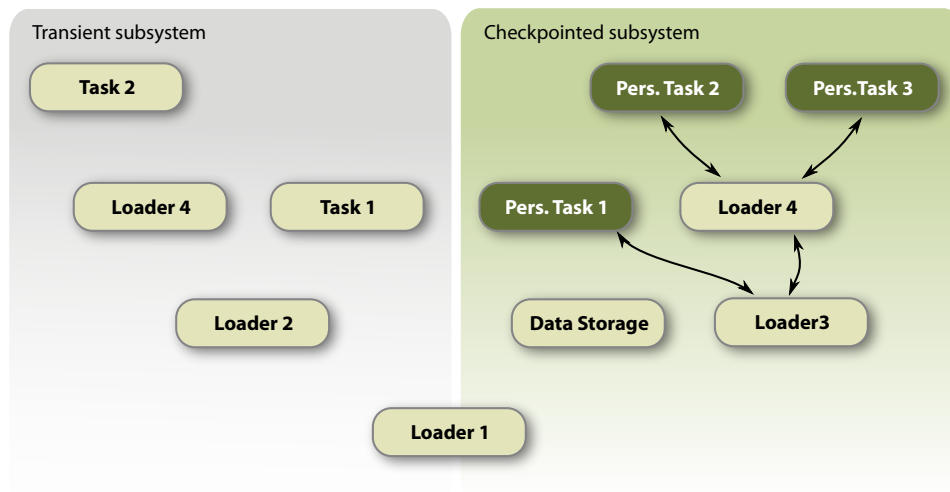 Transient subsystem
Checkpointed subsystem
Task 2
Pers. Task 2
Pers.Task 3
Loader 4
Task 1
Pers. Task 1
Loader 4
Loader 2
Data Storage
Loader3
Loader 1